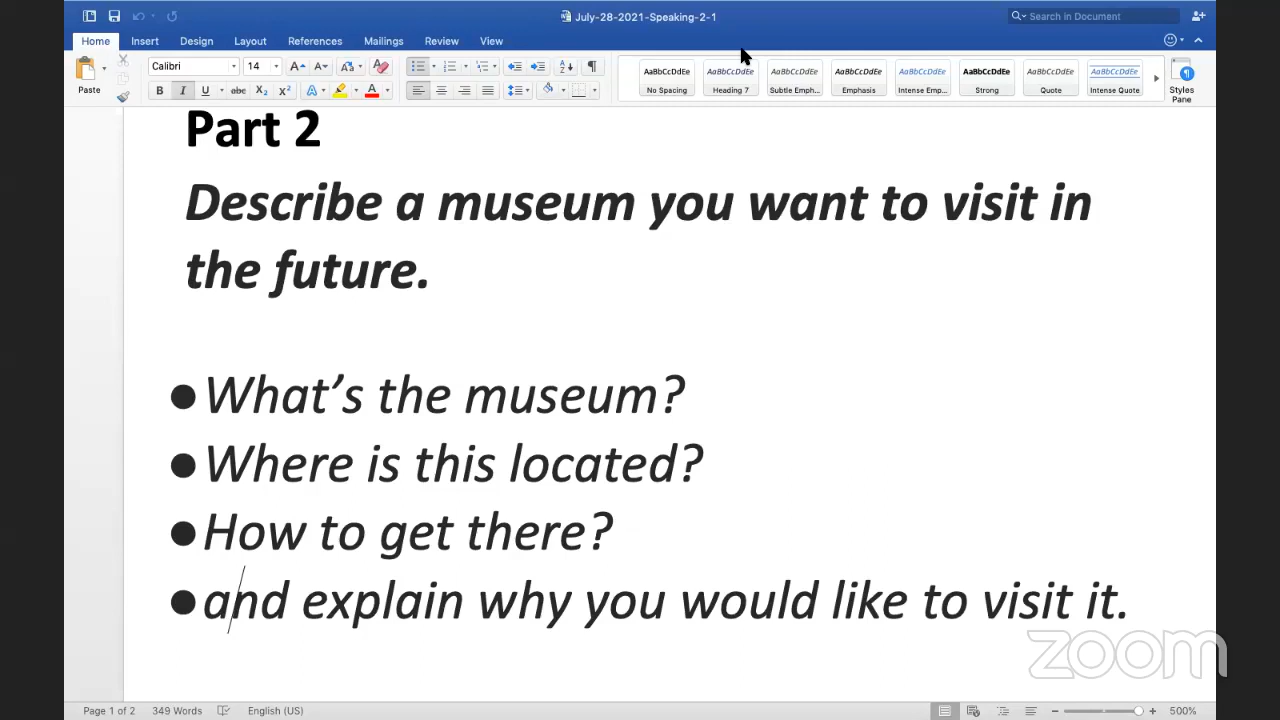 July-28-2021-Speaking-2-1
Search in Document
Home Insert Design Layout References Mailings Review View
Paste
Calibri 14
B I U abc X₂ X²
AaBbCcDdEe AaBbCcDdEe AaBbCcDdEe AaBbCcDdEe AaBbCcDdEe AaBbCcDdEe AaBbCcDdEe AaBbCcDdEe
No Spacing Heading 7 Subtle Emph... Emphasis Intense Emp... Strong Quote Intense Quote
Styles
Pane
Part 2
Describe a museum you want to visit in
the future.
●What’s the museum?
●Where is this located?
●How to get there?
●and explain why you would like to visit it.
zoom
Page 1 of 2 349 Words English (US) 500%